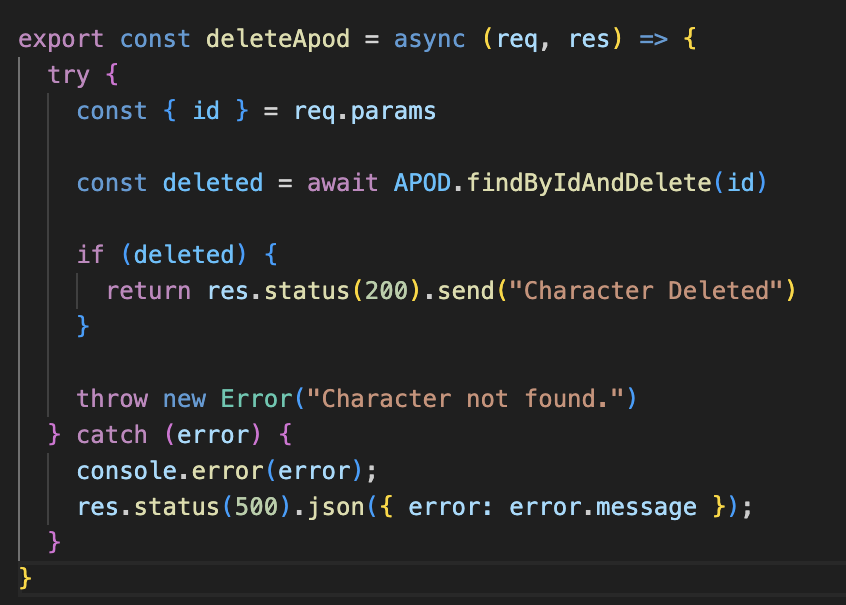 export const deleteApod = async (req, res) => {
try {
const { id } = req.params
const deleted = await APOD.findByIdAndDelete(id)
if (deleted) {
return res.status(200).send("Character Deleted")
}
throw new Error("Character not found.")
} catch (error) {
console.error(error);
res.status(500).json({ error: error.message });
}
}